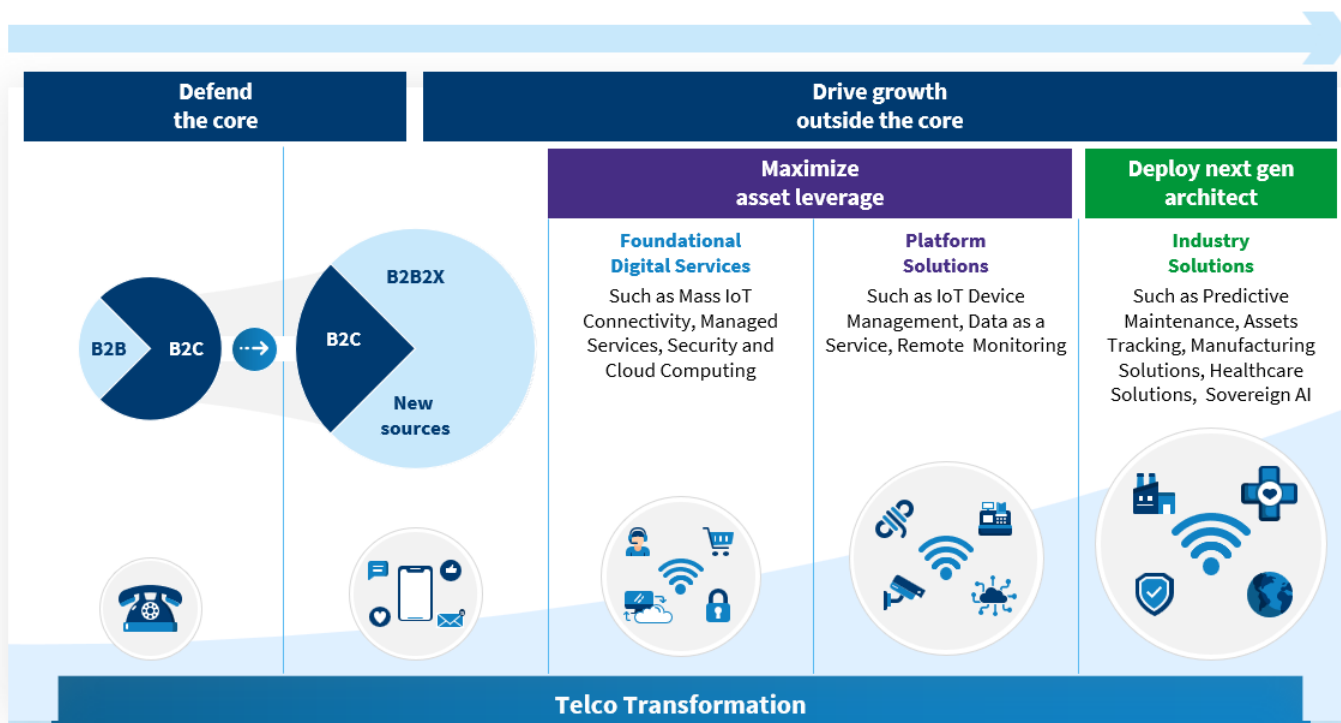 Defend
the core
Drive growth
outside the core
Maximize
asset leverage
Deploy next gen
architect
B2B
B2C
B2C
B2B2X
New
sources
Foundational
Digital Services
Such as Mass IoT
Connectivity, Managed
Services, Security and
Cloud Computing
Platform
Solutions
Such as IoT Device
Management, Data as a
Service, Remote Monitoring
Industry
Solutions
Such as Predictive
Maintenance, Assets
Tracking, Manufacturing
Solutions, Healthcare
Solutions, Sovereign AI
Telco Transformation